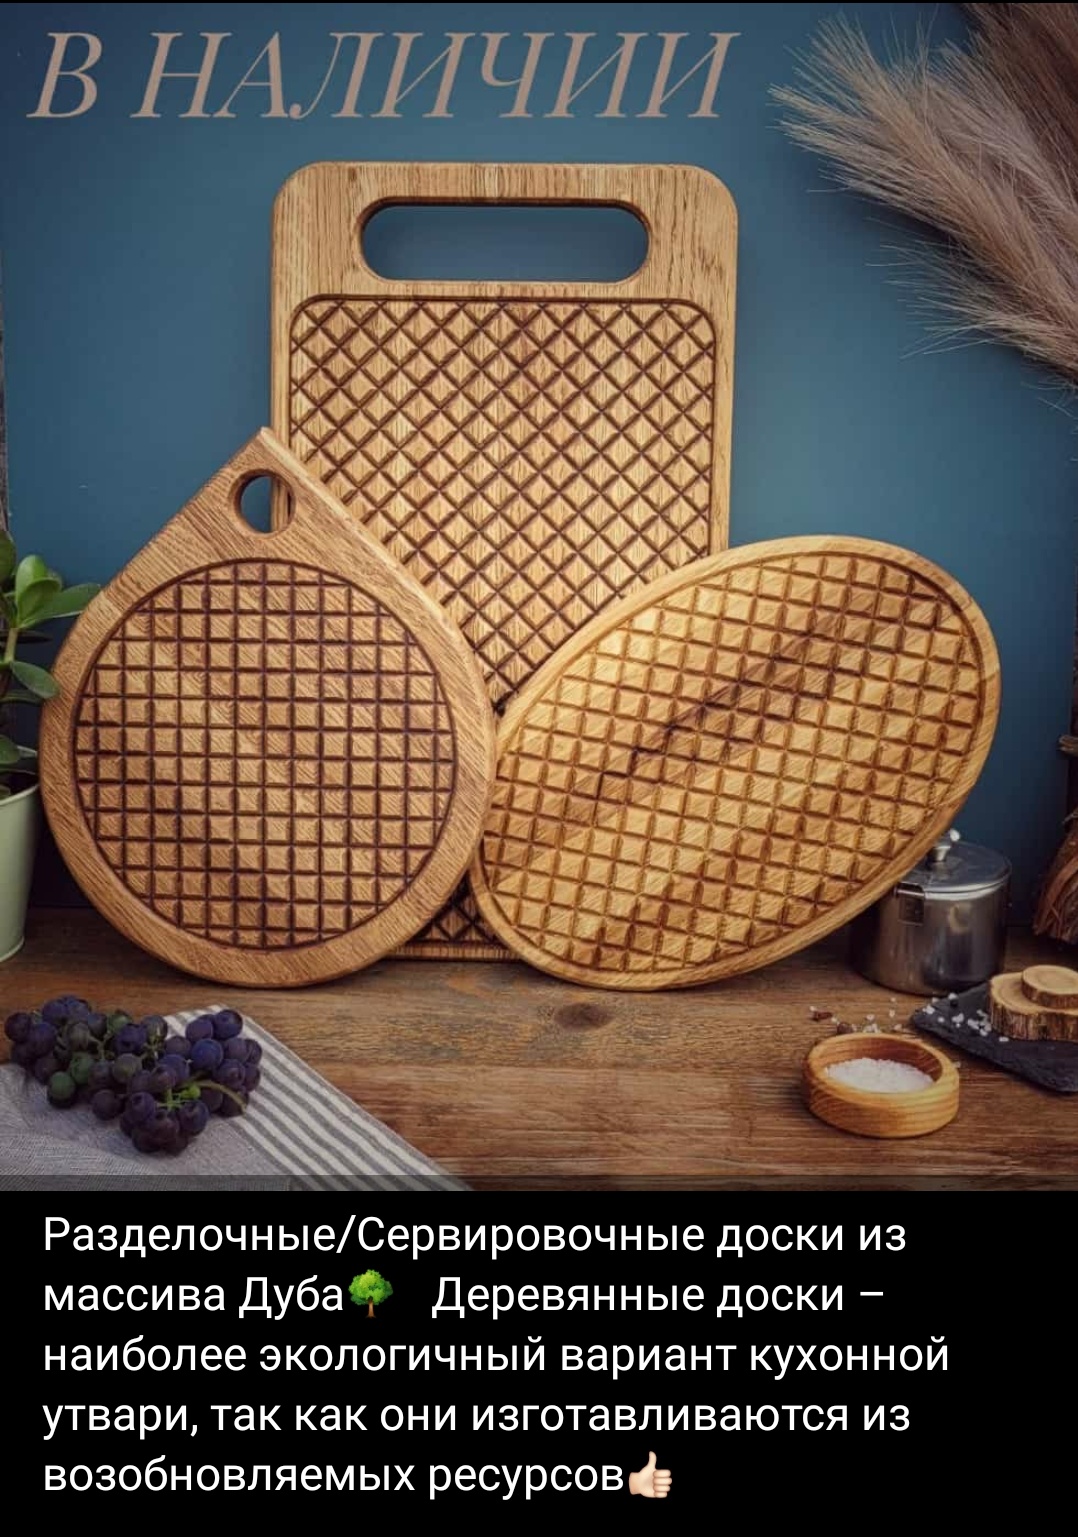 В НАЛИЧИИ
Разделочные/Сервировочные доски из
массива Дуба🌳 Деревянные доски –
наиболее экологичный вариант кухонной
утвари, так как они изготавливаются из
возобновляемых ресурсов👍🏻